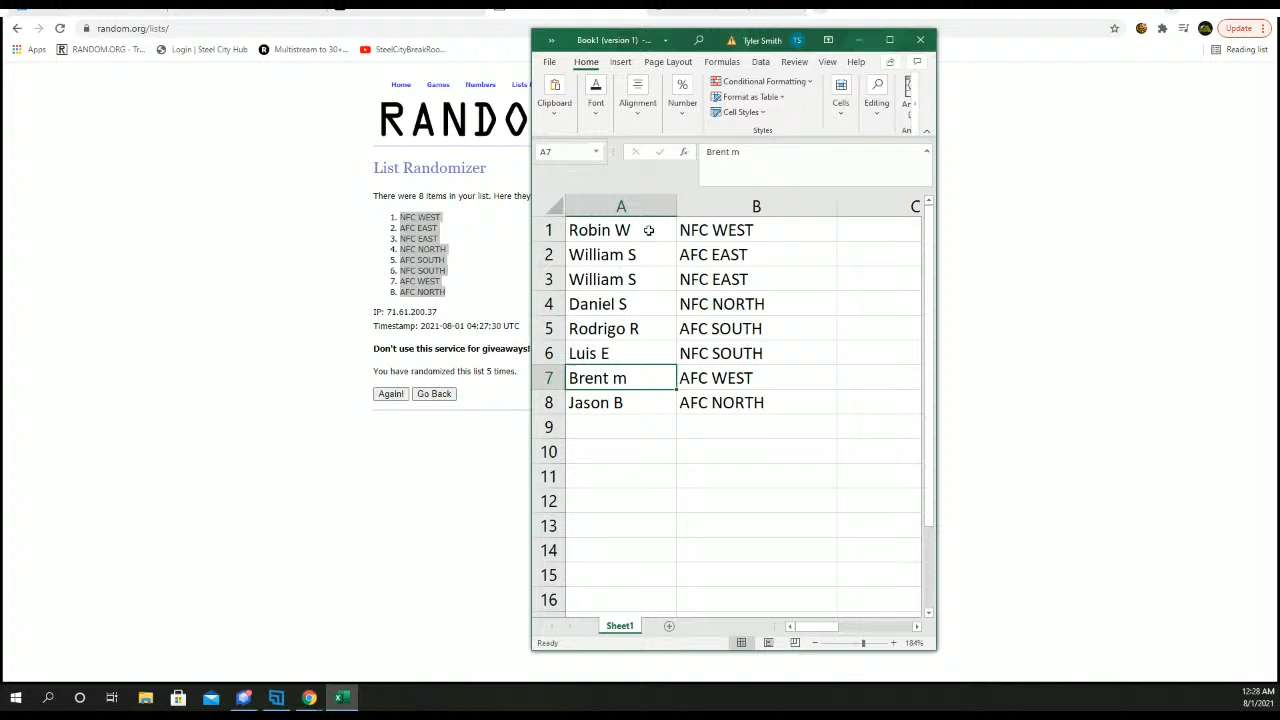 random.org/lists/
Update
Apps
RANDOM.ORG - Tr...
Login | Steel City Hub
Multistream to 30+...
SteelCityBreakRoo...
Reading list
Home
Games
Numbers
Lists
RANDO
List Randomizer
There were 8 items in your list. Here they
1. NFC WEST
2. AFC EAST
3. NFC EAST
4. NFC NORTH
5. AFC SOUTH
6. NFC SOUTH
7. AFC WEST
8. AFC NORTH
IP: 71.61.200.37
Timestamp: 2021-08-01 04:27:30 UTC
Don't use this service for giveaways!
You have randomized this list 5 times.
Again! Go Back
Book1 (version 1) -...
Tyler Smith TS
File Home Insert Page Layout Formulas Data Review View Help
Clipboard
Font
Alignment
Number
Conditional Formatting
Format as Table
Cell Styles
Styles
Cells
Editing
An
An
A7 fx Brent m
A B C
1 Robin W NFC WEST
2 William S AFC EAST
3 William S NFC EAST
4 Daniel S NFC NORTH
5 Rodrigo R AFC SOUTH
6 Luis E NFC SOUTH
7 Brent m AFC WEST
8 Jason B AFC NORTH
9
10
11
12
13
14
15
16
Sheet1
Ready
184%
12:28 AM
8/1/2021